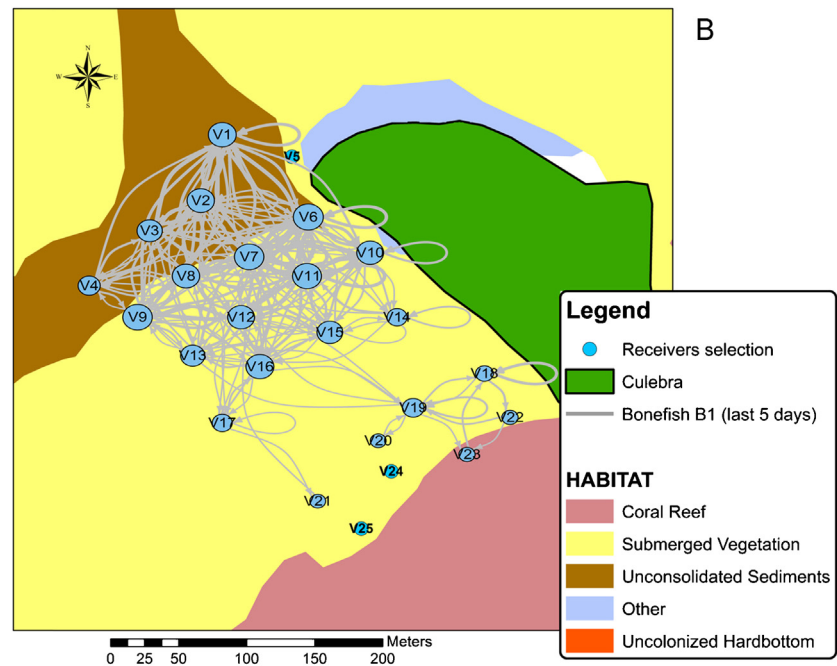 B
N
W E
S
V1
V5
V2
V6
V3
V10
V7
V8
V11
V4
V9
V12
V14
V15
V13
V16
V18
V19
V22
V17
V20
V23
V24
V21
V25
Legend
Receivers selection
Culebra
Bonefish B1 (last 5 days)
HABITAT
Coral Reef
Submerged Vegetation
Unconsolidated Sediments
Other
Uncolonized Hardbottom
Meters
0 25 50 100 150 200